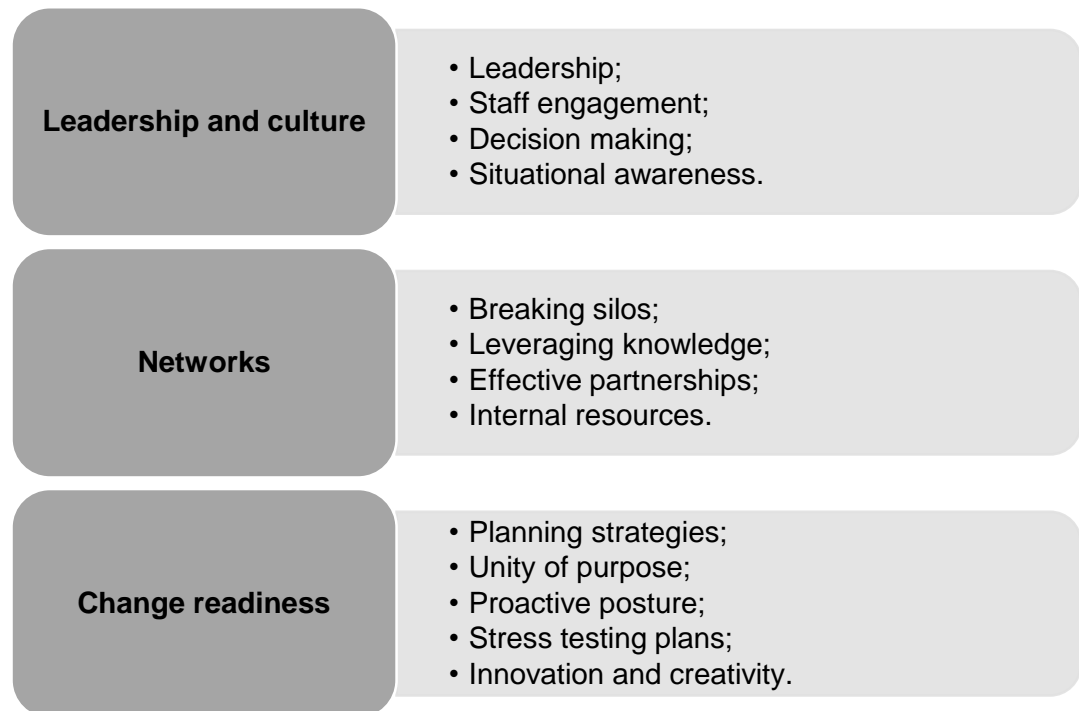 Leadership and culture
• Leadership;
• Staff engagement;
• Decision making;
• Situational awareness.
Networks
• Breaking silos;
• Leveraging knowledge;
• Effective partnerships;
• Internal resources.
Change readiness
• Planning strategies;
• Unity of purpose;
• Proactive posture;
• Stress testing plans;
• Innovation and creativity.